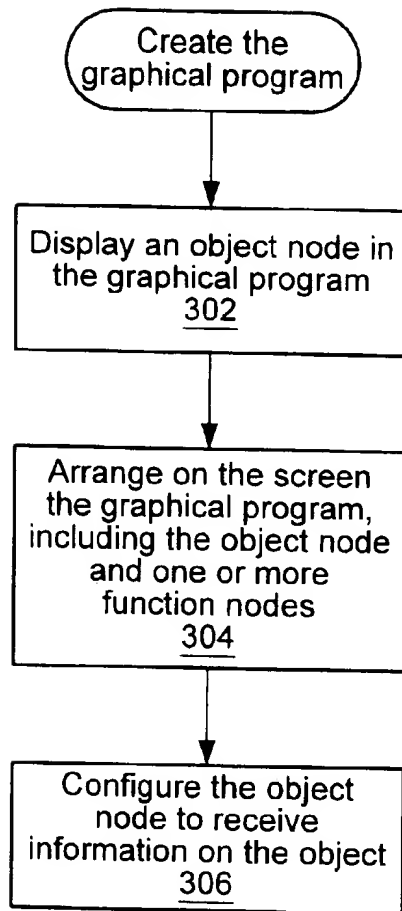 Create the
graphical program
Display an object node in
the graphical program
302
Arrange on the screen
the graphical program,
including the object node
and one or more
function nodes
304
Configure the object
node to receive
information on the object
306